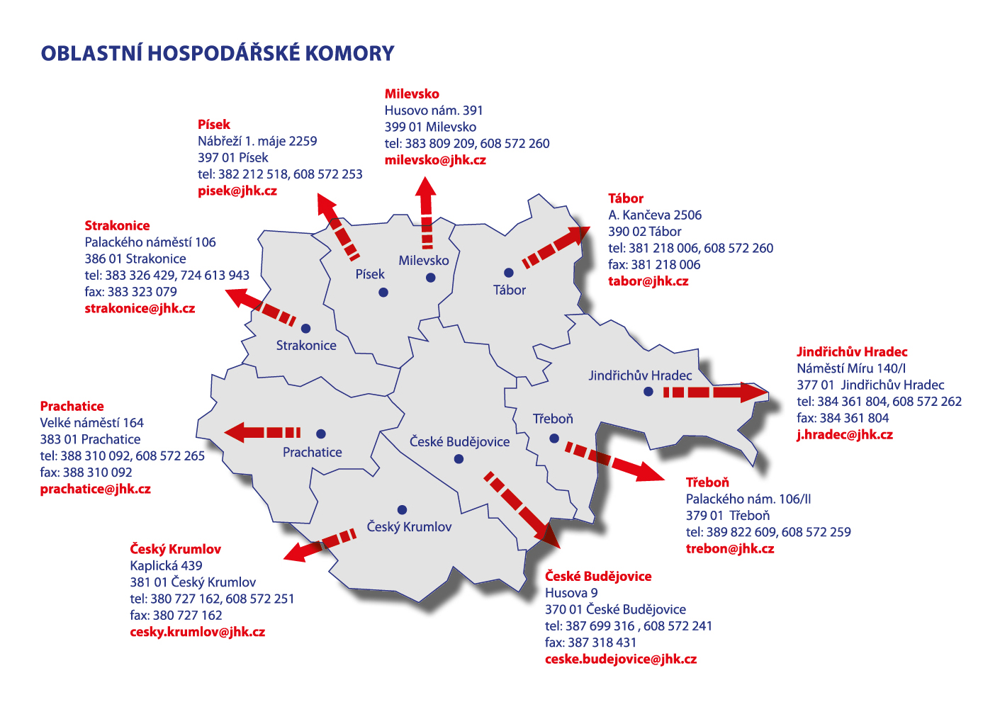 OBLASTNÍ HOSPODÁŘSKÉ KOMORY
Milevsko
Husovo nám. 391
399 01 Milevsko
tel: 383 809 209, 608 572 260
milevsko@jhk.cz
Písek
Nábřeží 1. máje 2259
397 01 Písek
tel: 382 212 518, 608 572 253
pisek@jhk.cz
Tábor
A. Kančeva 2506
390 02 Tábor
tel: 381 218 006, 608 572 260
fax: 381 218 006
tabor@jhk.cz
Strakonice
Palackého náměstí 106
386 01 Strakonice
tel: 383 326 429, 724 613 943
fax: 383 323 079
strakonice@jhk.cz
Milevsko
Písek
Tábor
Strakonice
Jindřichův Hradec
Třeboň
České Budějovice
Prachatice
Český Krumlov
Jindřichův Hradec
Náměstí Míru 140/I
377 01 Jindřichův Hradec
tel: 384 361 804, 608 572 262
fax: 384 361 804
j.hradec@jhk.cz
Prachatice
Velké náměstí 164
383 01 Prachatice
tel: 388 310 092, 608 572 265
fax: 388 310 092
prachatice@jhk.cz
Třeboň
Palackého nám. 106/II
379 01 Třeboň
tel: 389 822 609, 608 572 259
trebon@jhk.cz
Český Krumlov
Kaplická 439
381 01 Český Krumlov
tel: 380 727 162, 608 572 251
fax: 380 727 162
cesky.krumlov@jhk.cz
České Budějovice
Husova 9
370 01 České Budějovice
tel: 387 699 316 , 608 572 241
fax: 387 318 431
ceske.budejovice@jhk.cz